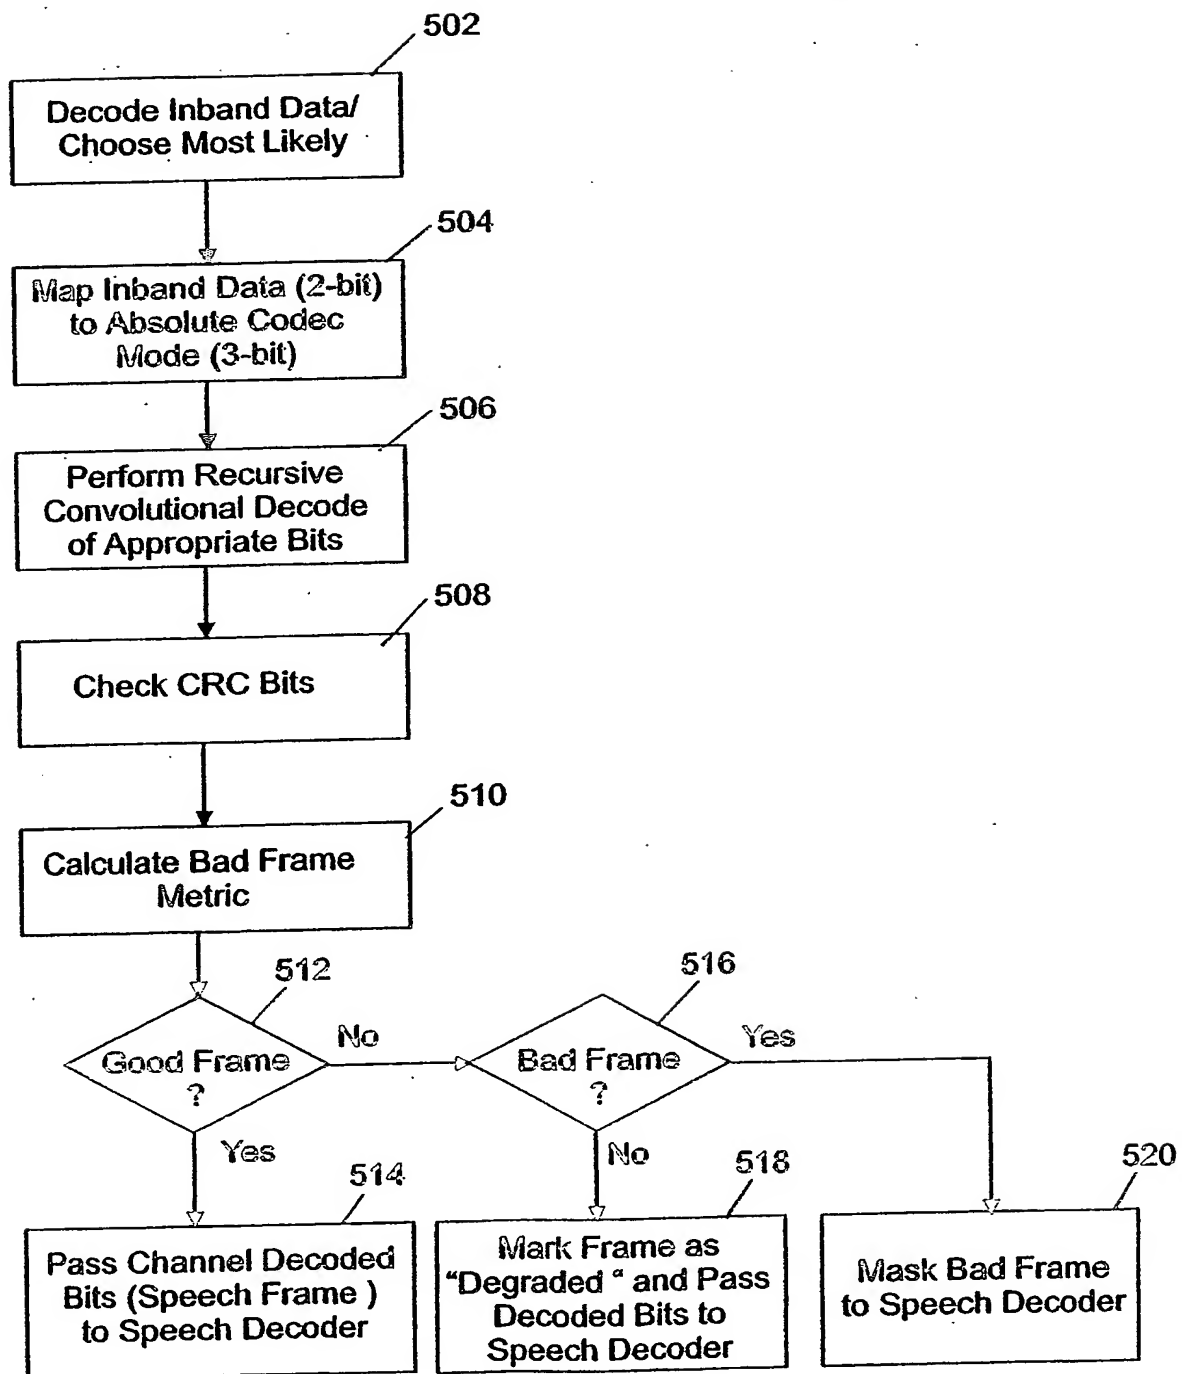 502
Decode Inband Data/
Choose Most Likely
504
Map Inband Data (2-bit)
to Absolute Codec
Mode (3-bit)
506
Perform Recursive
Convolutional Decode
of Appropriate Bits
508
Check CRC Bits
510
Calculate Bad Frame
Metric
512
Good Frame
?
No
Yes
516
Bad Frame
?
Yes
No
514
Pass Channel Decoded
Bits (Speech Frame )
to Speech Decoder
518
Mark Frame as
"Degraded " and Pass
Decoded Bits to
Speech Decoder
520
Mask Bad Frame
to Speech Decoder